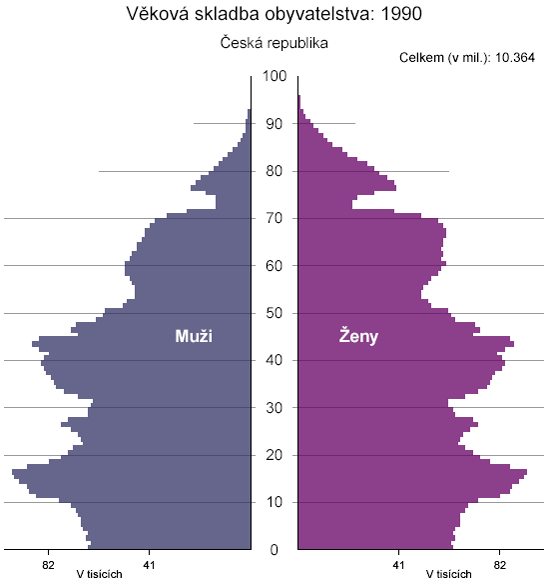 Věková skladba obyvatelstva: 1990
Česká republika
Celkem (v mil.): 10.364
100
90
80
70
60
50
Muži
Ženy
40
30
20
10
0
82 41 41 82
V tisících V tisících